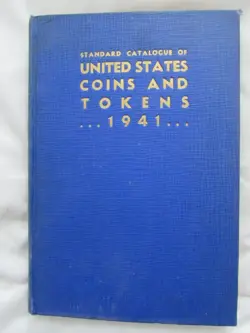 STANDARD CATALOGUE OF
UNITED STATES
COINS AND
TOKENS
...1941...